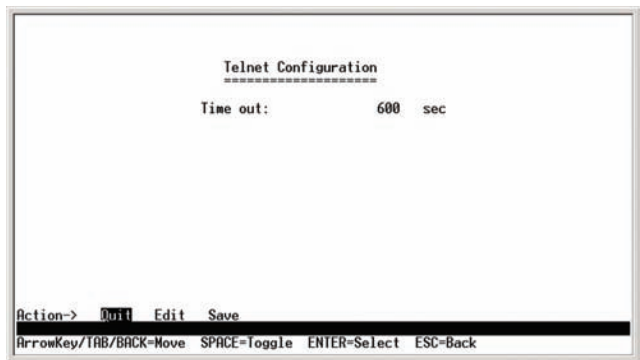 Telnet Configuration
=====================
Time out: 600 sec
Action-> Quit Edit Save
ArrowKey/TAB/BACK=Move SPACE=Toggle ENTER=Select ESC=Back